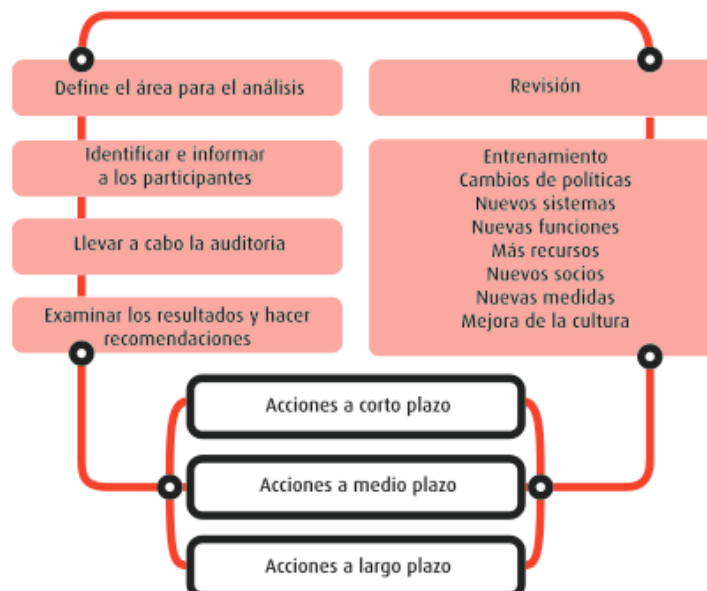 Define el área para el análisis
Identificar e informar
a los participantes
Llevar a cabo la auditoria
Examinar los resultados y hacer
recomendaciones
Revisión
Entrenamiento
Cambios de políticas
Nuevos sistemas
Nuevas funciones
Más recursos
Nuevos socios
Nuevas medidas
Mejora de la cultura
Acciones a corto plazo
Acciones a medio plazo
Acciones a largo plazo